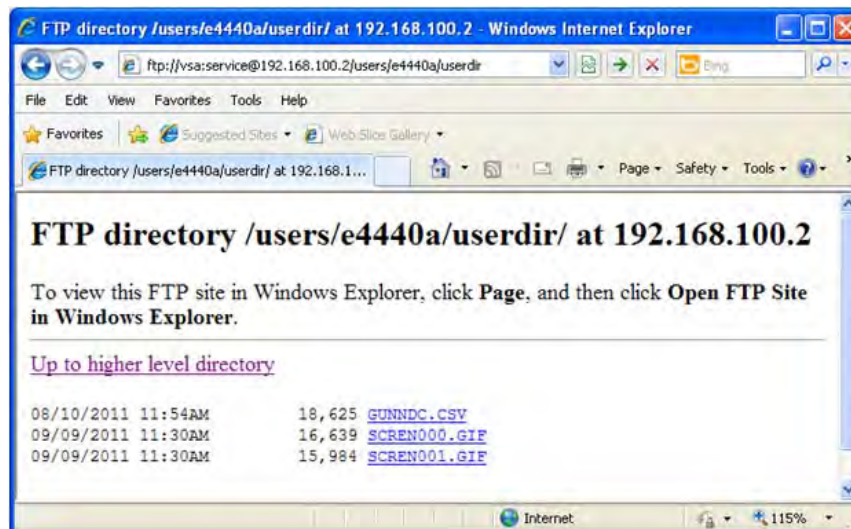 FTP directory /users/e4440a/userdir/ at 192.168.100.2 - Windows Internet Explorer
ftp://vsa:service@192.168.100.2/users/e4440a/userdir
Bing
File Edit View Favorites Tools Help
Favorites Suggested Sites Web Slice Gallery
FTP directory /users/e4440a/userdir/ at 192.168.1... Page Safety Tools
FTP directory /users/e4440a/userdir/ at 192.168.100.2
To view this FTP site in Windows Explorer, click Page, and then click Open FTP Site
in Windows Explorer.
Up to higher level directory
08/10/2011 11:54AM 18,625 GUNNDC.CSV
09/09/2011 11:30AM 16,639 SCREN000.GIF
09/09/2011 11:30AM 15,984 SCREN001.GIF
Internet 115%